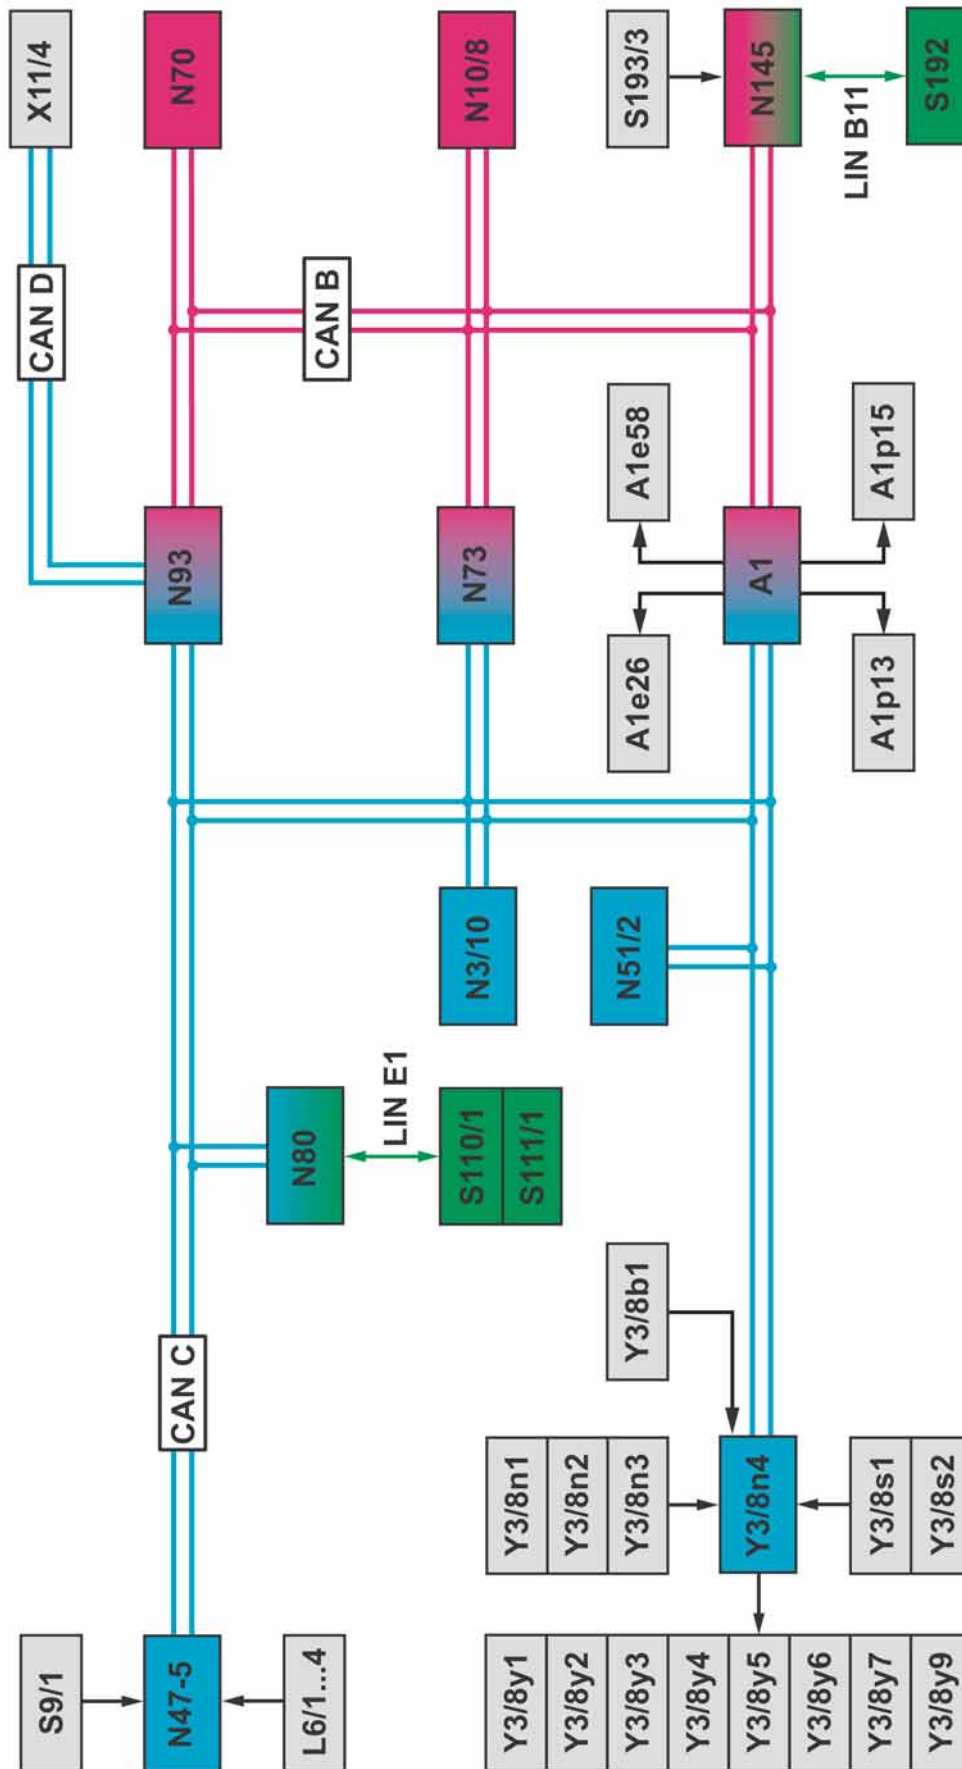 S9/1
CAN D
X11/4
N47-5
CAN C
N93
N70
L6/1...4
N80
CAN B
LIN E1
S110/1
S111/1
N3/10
N73
N10/8
Y3/8y1
Y3/8y2
Y3/8y3
Y3/8y4
Y3/8y5
Y3/8y6
Y3/8y7
Y3/8y9
Y3/8n1
Y3/8n2
Y3/8n3
Y3/8n4
Y3/8s1
Y3/8s2
Y3/8b1
N51/2
A1e26
A1e58
A1
A1p13
A1p15
S193/3
N145
LIN B11
S192